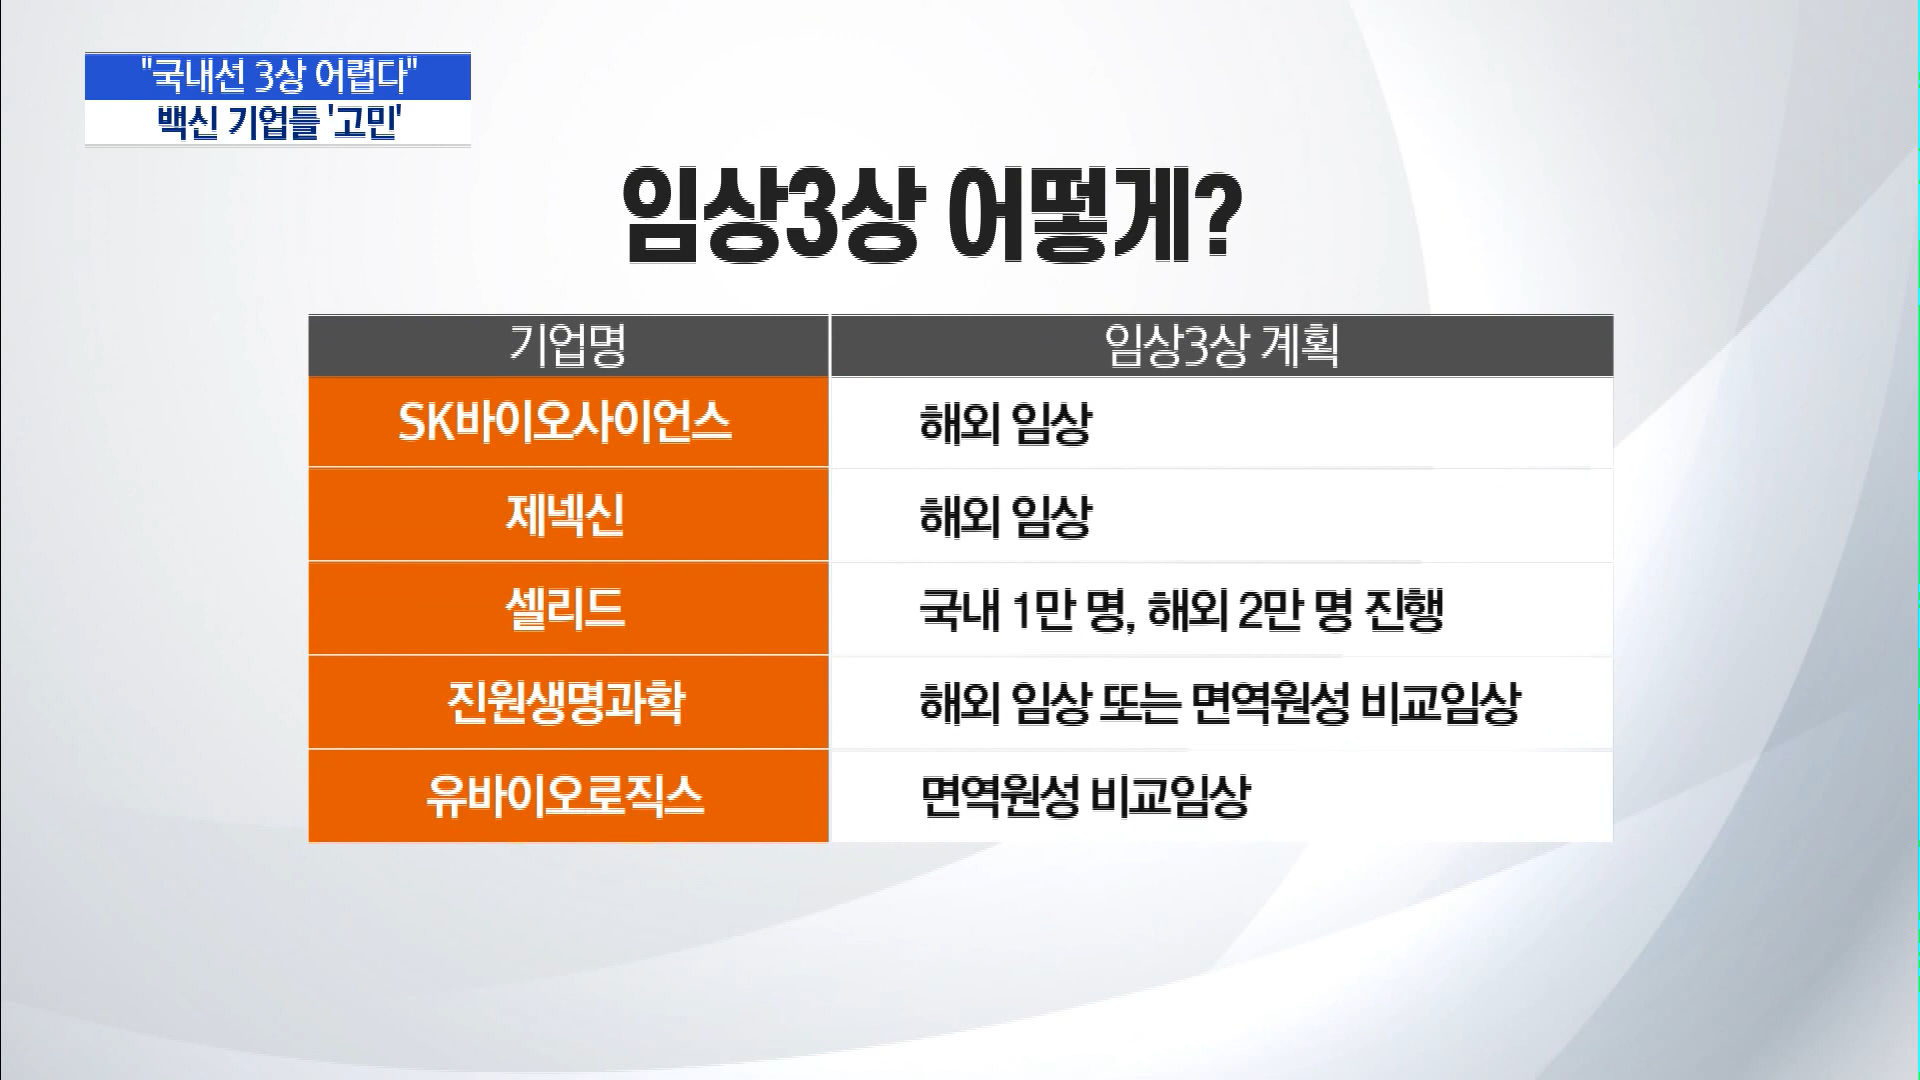 "국내선 3상 어렵다"
백신 기업들 '고민'
임상3상 어떻게?
기업명 임상3상 계획
SK바이오사이언스 해외 임상
제넥신 해외 임상
셀리드 국내 1만 명, 해외 2만 명 진행
진원생명과학 해외 임상 또는 면역원성 비교임상
유바이오로직스 면역원성 비교임상